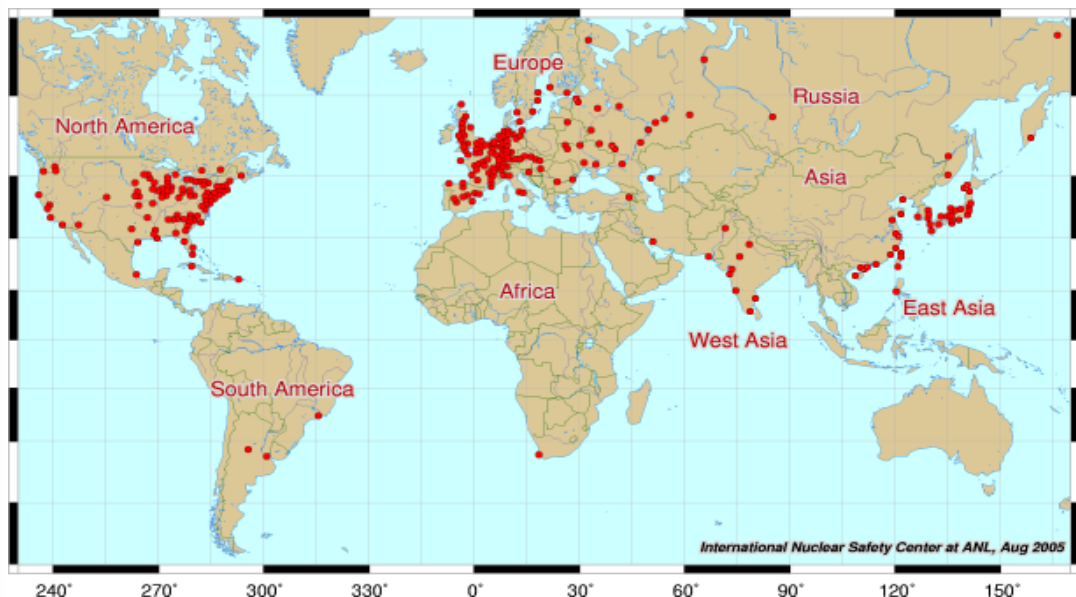 Europe
Russia
North America
Asia
Africa
East Asia
West Asia
South America
International Nuclear Safety Center at ANL, Aug 2005
240° 270° 300° 330° 0° 30° 60° 90° 120° 150°